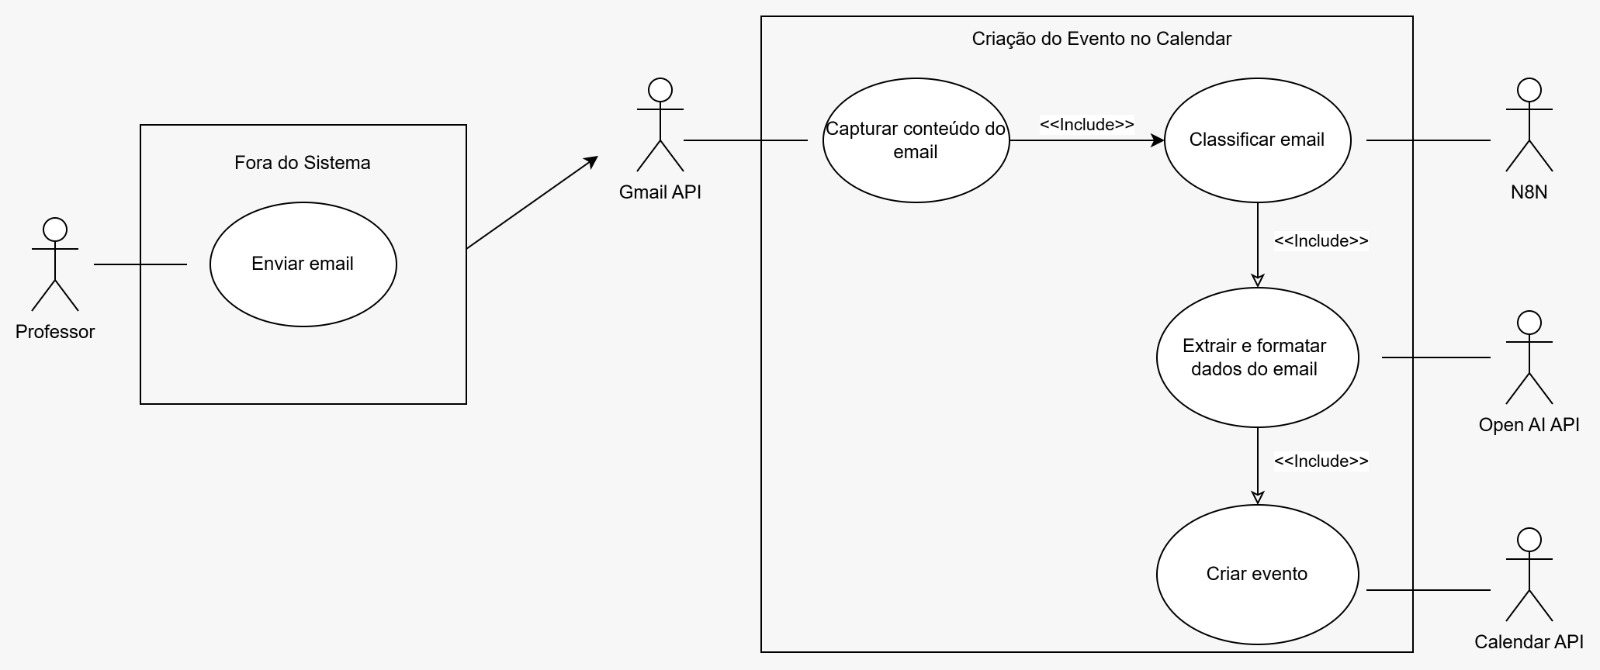 Criação do Evento no Calendar
Fora do Sistema
Enviar email
Professor
Gmail API
Capturar conteúdo do
email
<<Include>>
Classificar email
N8N
<<Include>>
Extrair e formatar
dados do email
Open AI API
<<Include>>
Criar evento
Calendar API